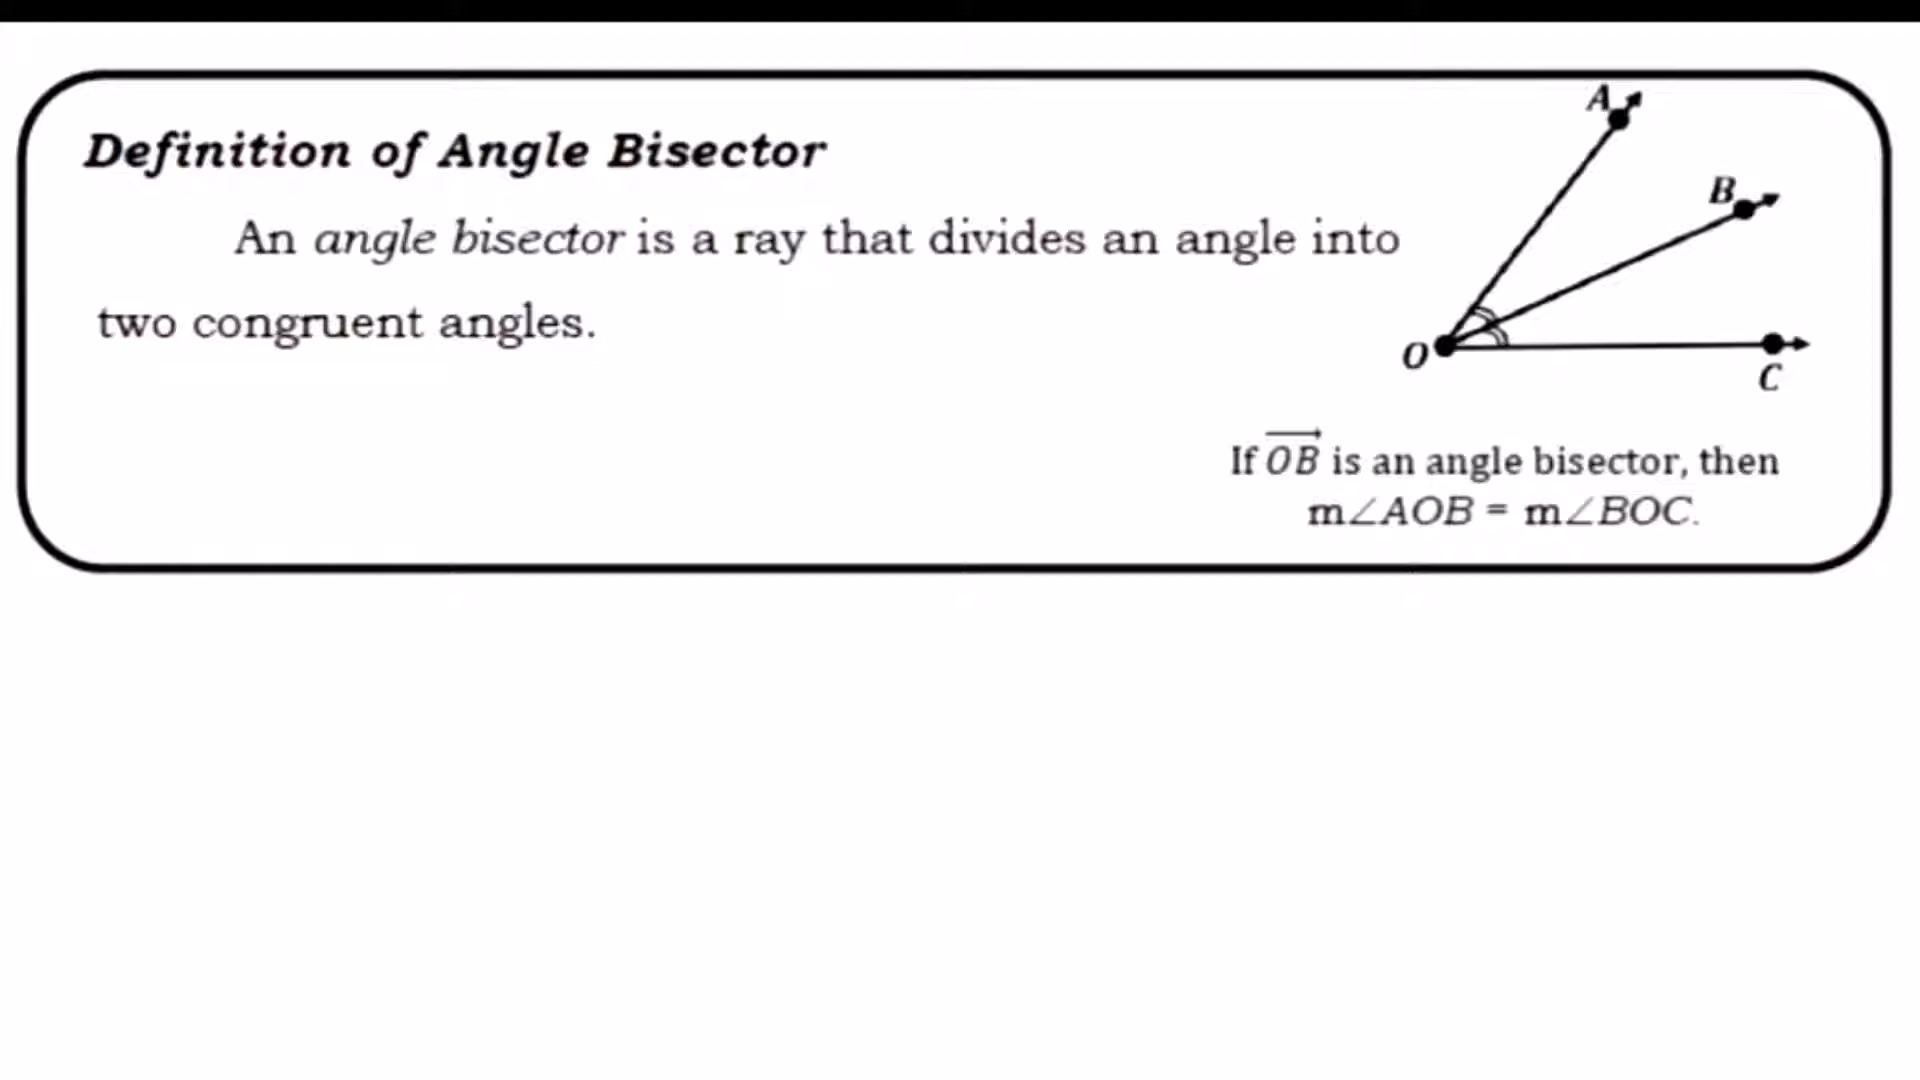 Definition of Angle Bisector
An angle bisector is a ray that divides an angle into
two congruent angles.
A
B
O
C
If \overrightarrow{OB} is an angle bisector, then
m∠AOB = m∠BOC.